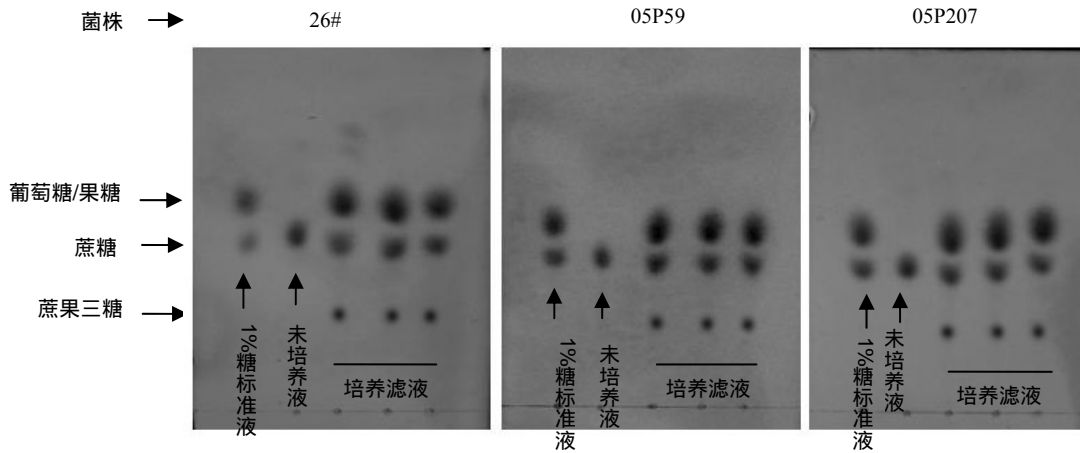 菌株 26# 05P59 05P207
葡萄糖/果糖
蔗糖
蔗果三糖
1%糖标准液
未培养液
培养滤液
1%糖标准液
未培养液
培养滤液
1%糖标准液
未培养液
培养滤液